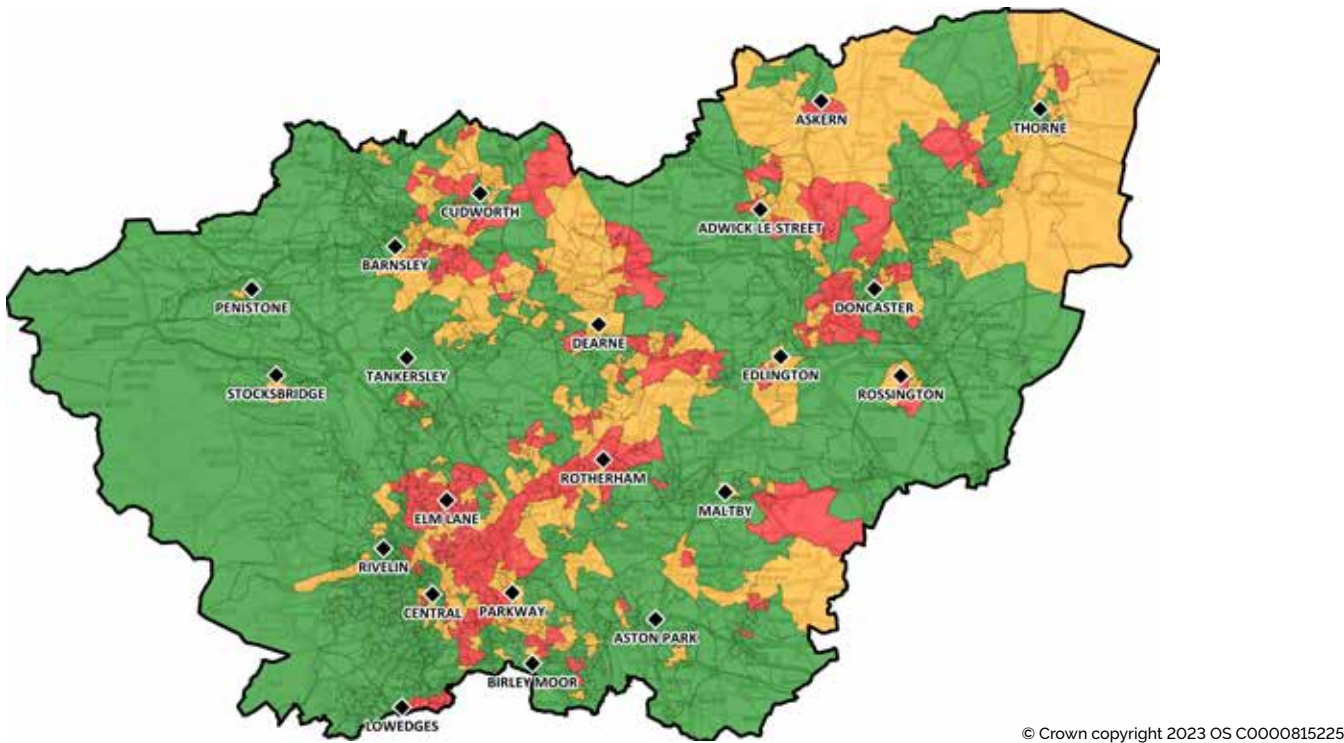 ASKERN
THORNE
CUDWORTH
ADWICK LE STREET
BARNSLEY
PENISTONE
DONCASTER
DEARNE
TANKERSLEY
EDLINGTON
STOCKSBRIDGE
ROSSINGTON
ROTHERHAM
MALTBY
ELM LANE
RIVELIN
CENTRAL
PARKWAY
ASTON PARK
BIRLEY MOOR
LOWEDGES
© Crown copyright 2023 OS C0000815225